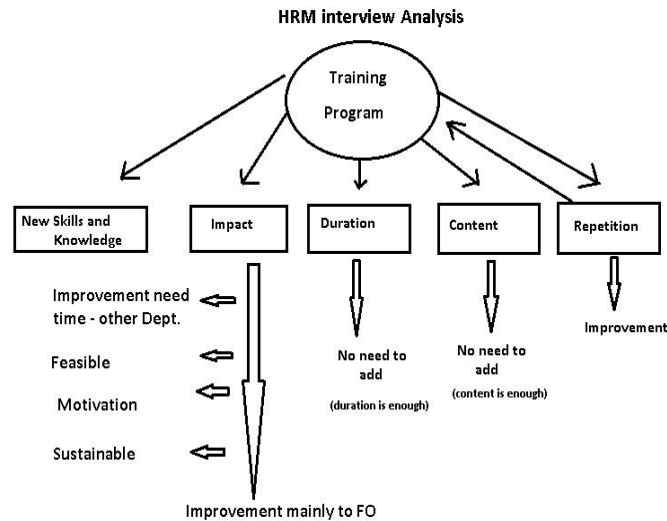 HRM interview Analysis
Training
Program
New Skills and
Knowledge
Impact
Duration
Content
Repetition
Improvement need
time - other Dept.
Feasible
Motivation
Sustainable
Improvement mainly to FO
No need to
add
(duration is enough)
No need to
add
(content is enough)
Improvement